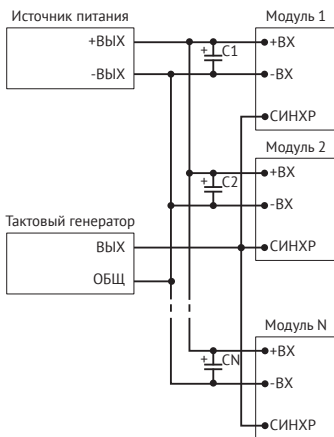 Источник питания
+ВЫХ
-ВЫХ
+
C1
Модуль 1
+ВХ
-ВХ
СИНХР
Модуль 2
+
C2
+ВХ
-ВХ
СИНХР
Тактовый генератор
ВЫХ
ОБЩ
Модуль N
+
CN
+ВХ
-ВХ
СИНХР